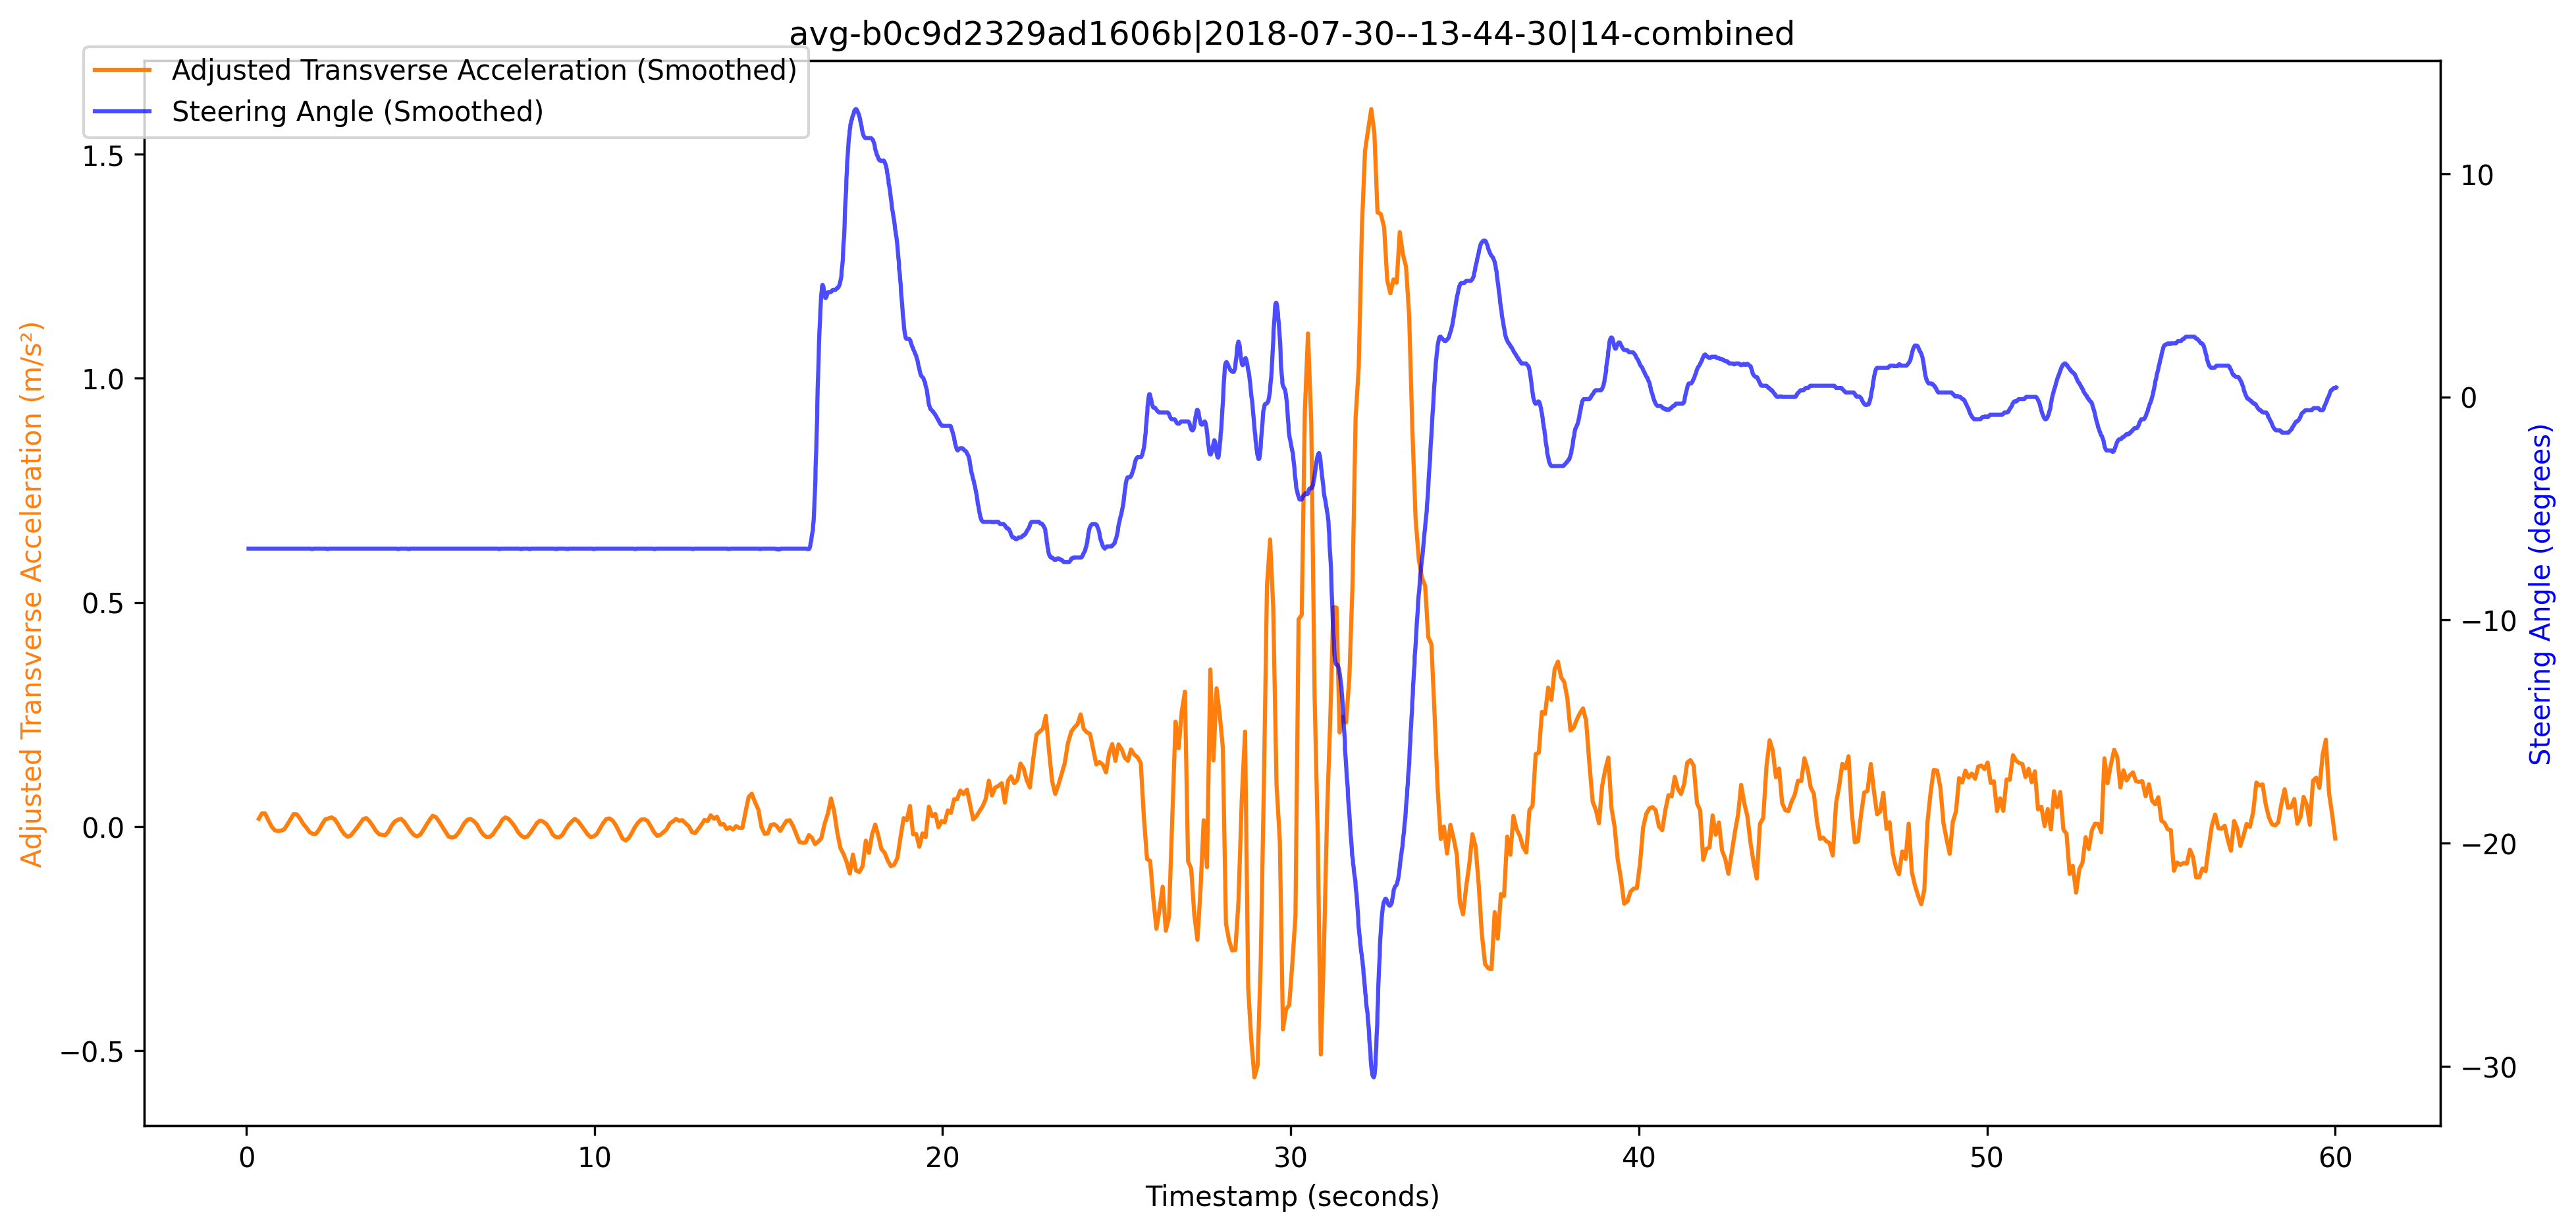 avg-b0c9d2329ad1606b|2018-07-30--13-44-30|14-combined
Adjusted Transverse Acceleration (Smoothed)
Steering Angle (Smoothed)
Adjusted Transverse Acceleration (m/s²)
1.5
1.0
0.5
0.0
−0.5
10
0
−10
−20
−30
Steering Angle (degrees)
0 10 20 30 40 50 60
Timestamp (seconds)